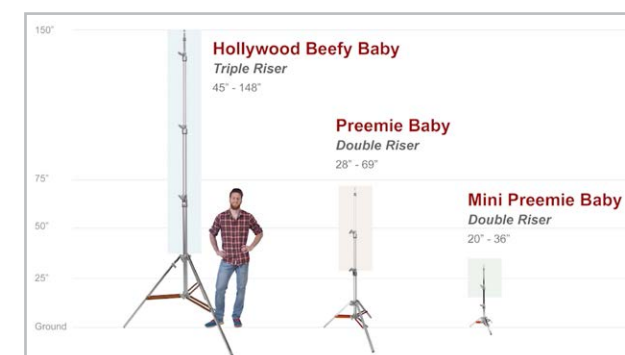 150"
Hollywood Beefy Baby
Triple Riser
45" - 148"
Preemie Baby
Double Riser
28" - 69"
75"
Mini Preemie Baby
Double Riser
20" - 36"
50"
25"
Ground